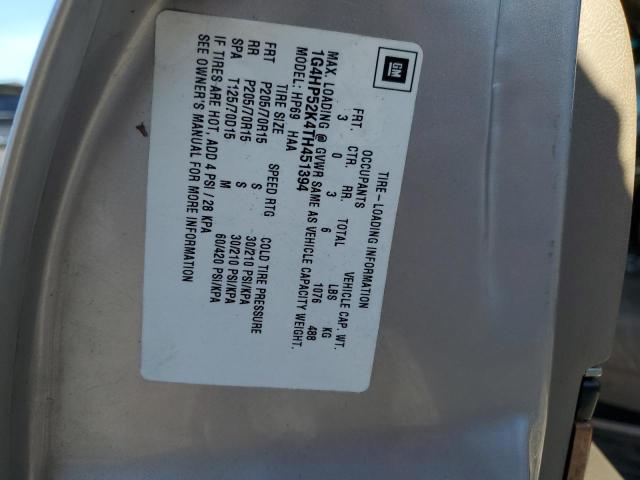 GM
TIRE-LOADING INFORMATION
OCCUPANTS VEHICLE CAP. WT.
FRT. CTR. RR. TOTAL LBS KG
3 0 3 6 1076 488
MAX. LOADING @ GVWR SAME AS VEHICLE CAPACITY WEIGHT.
1G4HP52K4TH451394
MODEL: HP69 HAA
TIRE SIZE SPEED RTG COLD TIRE PRESSURE
FRT P205/70R15 S 30/210 PSI/KPA
RR P205/70R15 S 30/210 PSI/KPA
SPA T125/70D15 M 60/420 PSI/KPA
IF TIRES ARE HOT, ADD 4 PSI / 28 KPA
SEE OWNER'S MANUAL FOR MORE INFORMATION